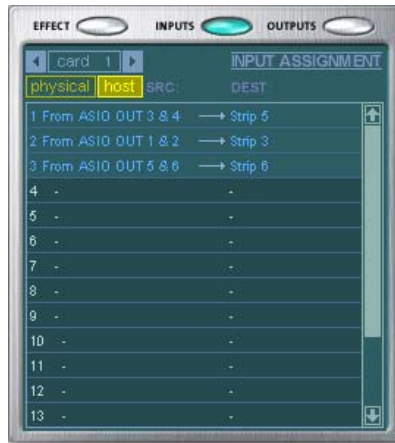 EFFECT INPUTS OUTPUTS
card 1 INPUT ASSIGNMENT
physical host SRC: DEST
1 From ASIO OUT 3 & 4 → Strip 5
2 From ASIO OUT 1 & 2 → Strip 3
3 From ASIO OUT 5 & 6 → Strip 6
4 - -
5 - -
6 - -
7 - -
8 - -
9 - -
10 - -
11 - -
12 - -
13 - -